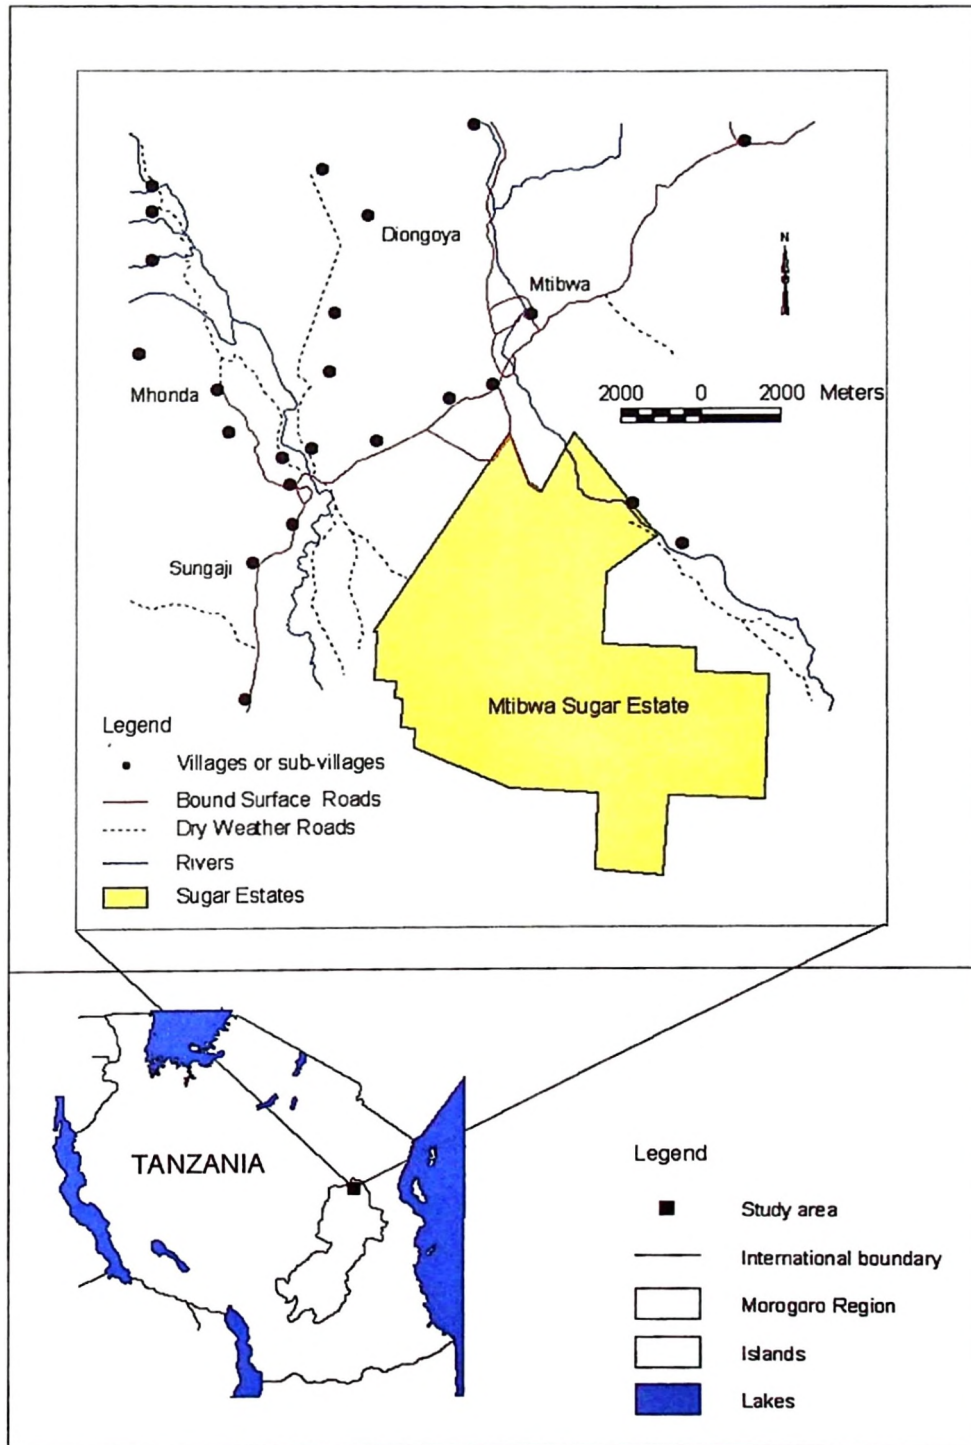 Diongoya
N
Mtibwa
2000 0 2000 Meters
Mhonda
Sungaji
Mtibwa Sugar Estate
Legend
Villages or sub-villages
Bound Surface Roads
Dry Weather Roads
Rivers
Sugar Estates
TANZANIA
Legend
Study area
International boundary
Morogoro Region
Islands
Lakes